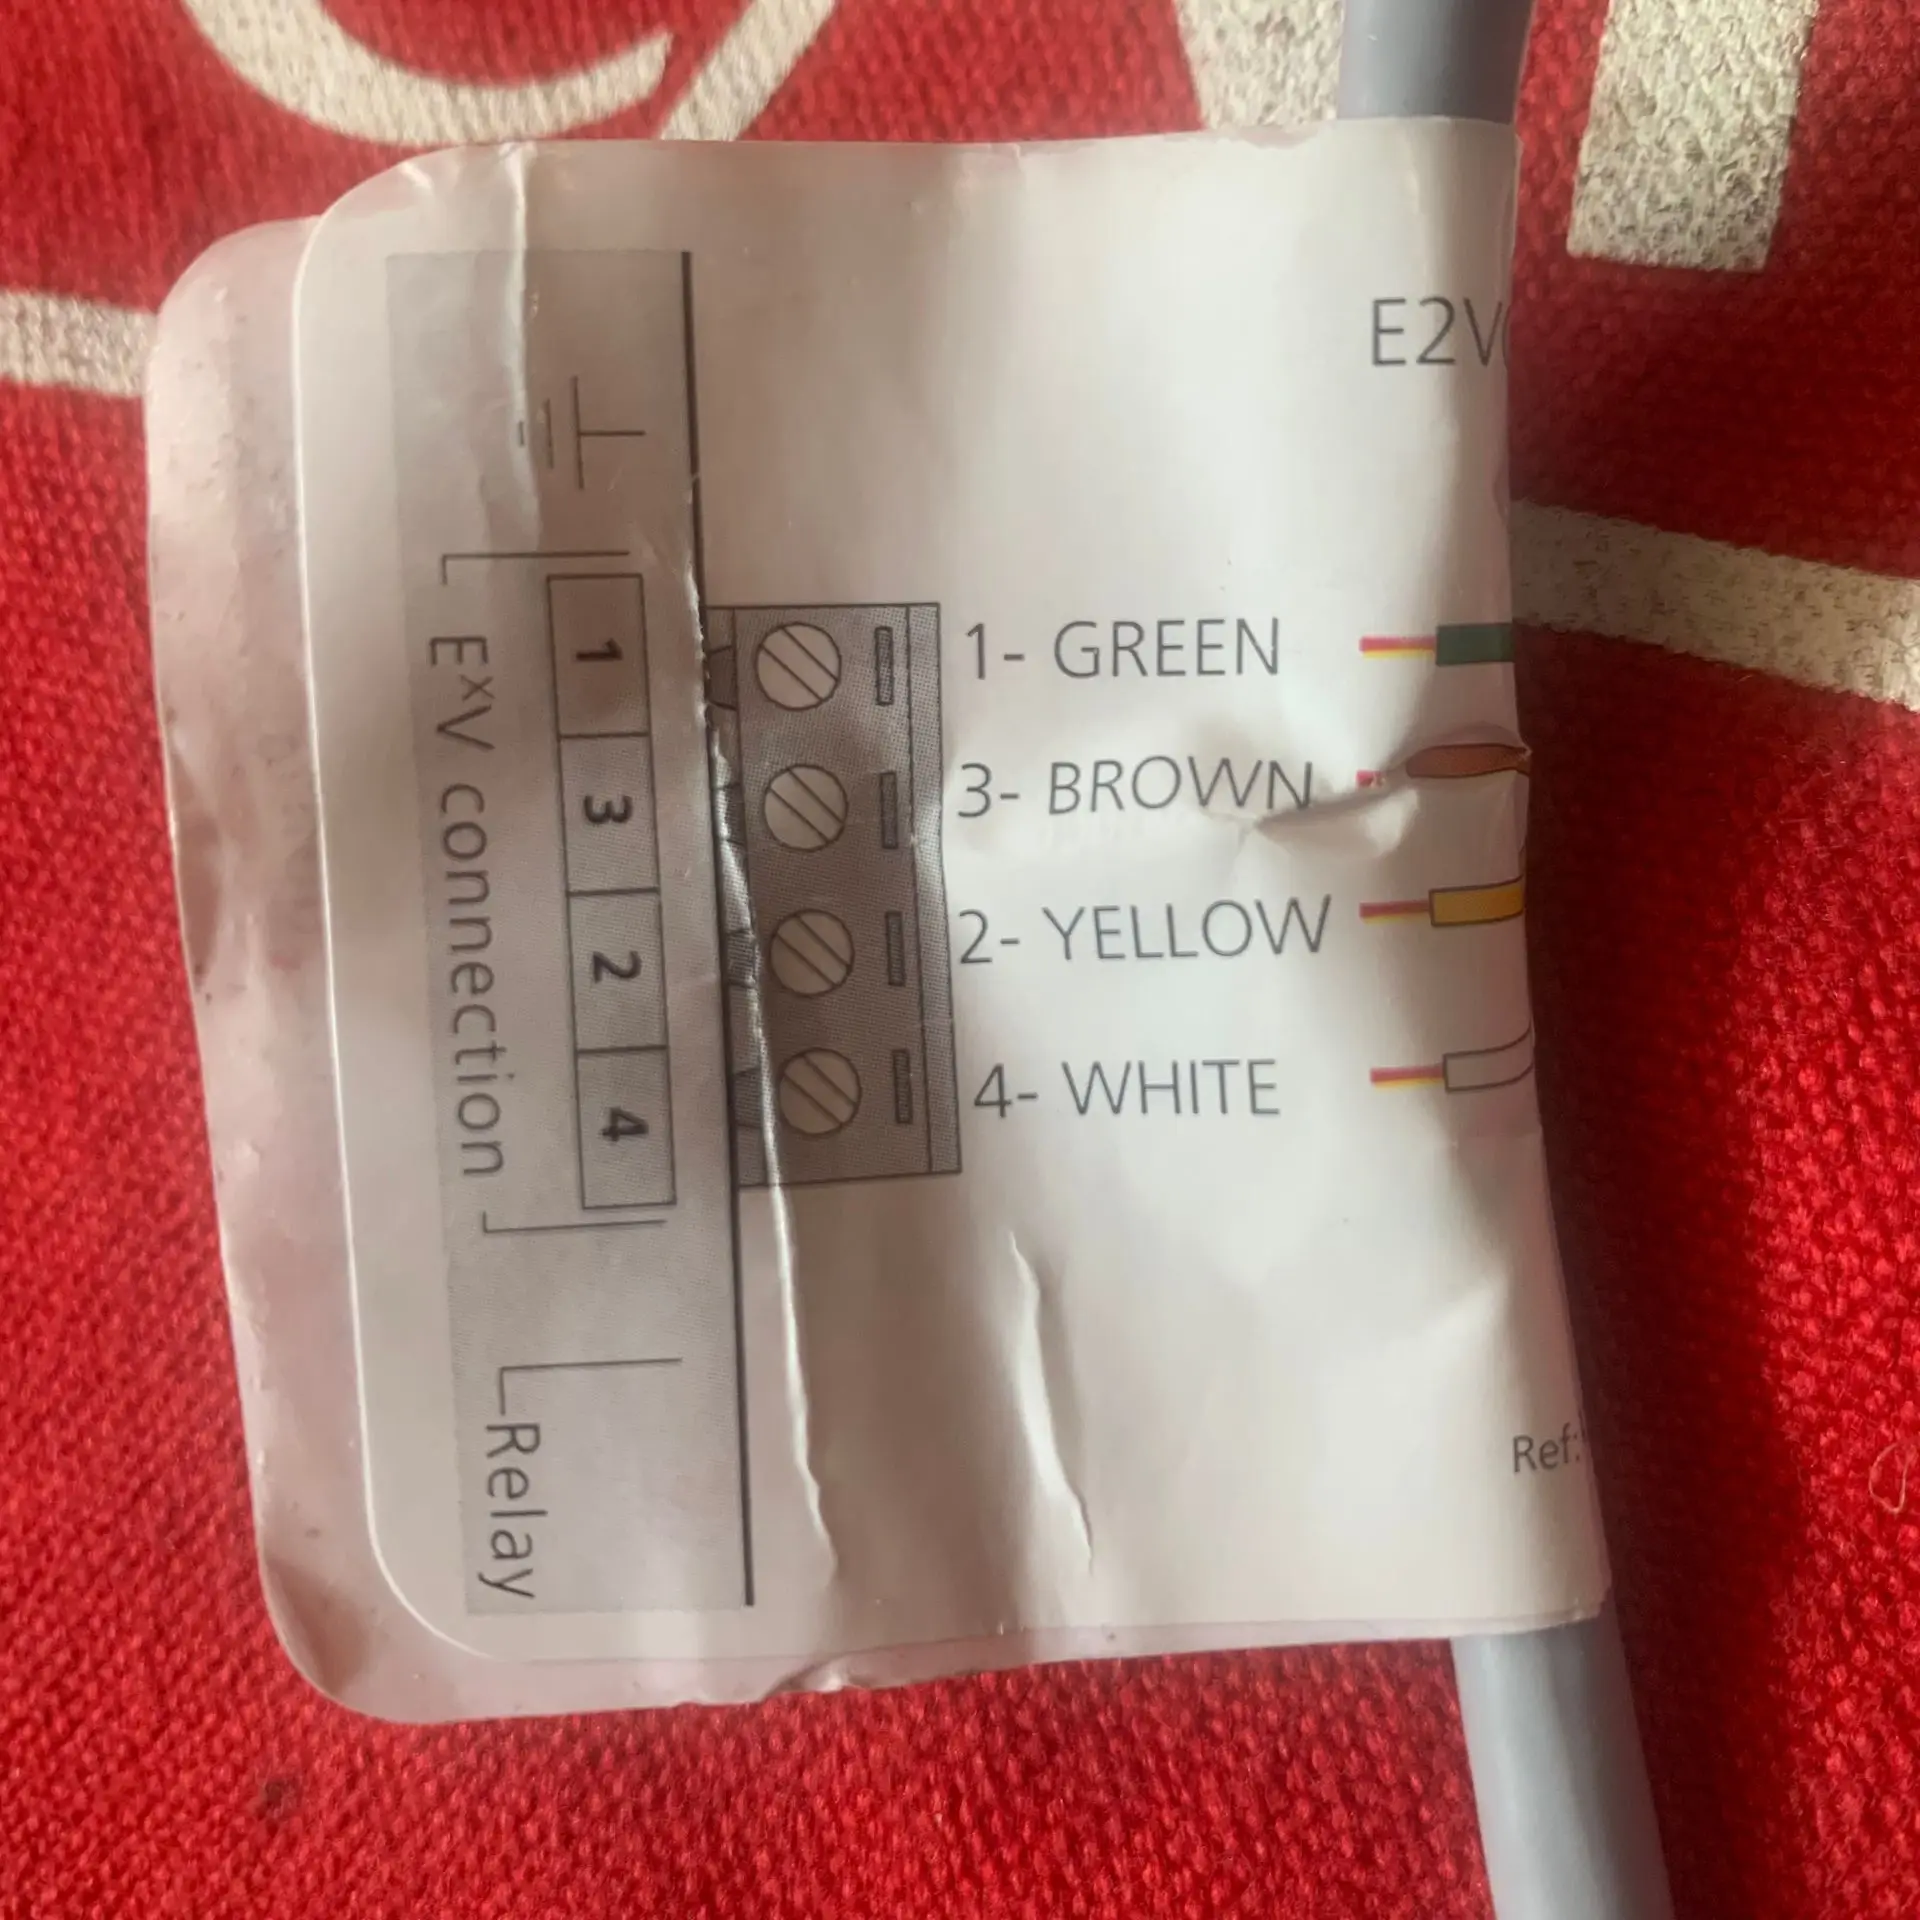 E2V
1- GREEN
3- BROWN
2- YELLOW
4- WHITE
ExV connection
1 3 2 4
Relay
Ref: